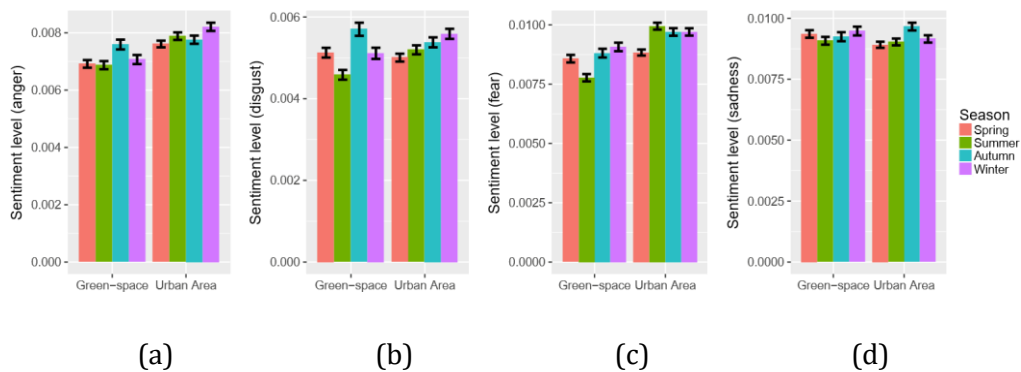 Sentiment level (anger)
0.008
0.006
0.004
0.002
0.000
Green-space Urban Area
(a)
Sentiment level (disgust)
0.006
0.004
0.002
0.000
Green-space Urban Area
(b)
Sentiment level (fear)
0.0100
0.0075
0.0050
0.0025
0.0000
Green-space Urban Area
(c)
Sentiment level (sadness)
0.0100
0.0075
0.0050
0.0025
0.0000
Green-space Urban Area
(d)
Season
Spring
Summer
Autumn
Winter